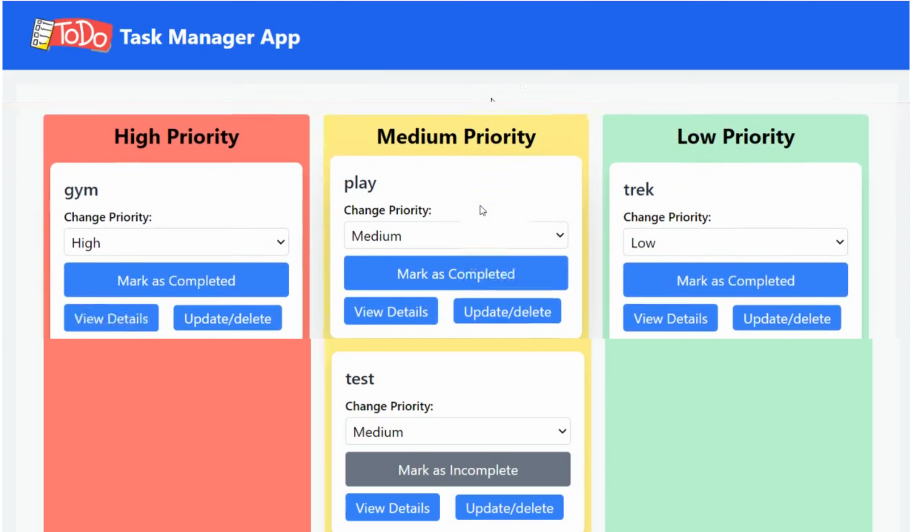 ToDo Task Manager App
High Priority
gym
Change Priority:
High
Mark as Completed
View Details Update/delete
Medium Priority
play
Change Priority:
Medium
Mark as Completed
View Details Update/delete
test
Change Priority:
Medium
Mark as Incomplete
View Details Update/delete
Low Priority
trek
Change Priority:
Low
Mark as Completed
View Details Update/delete